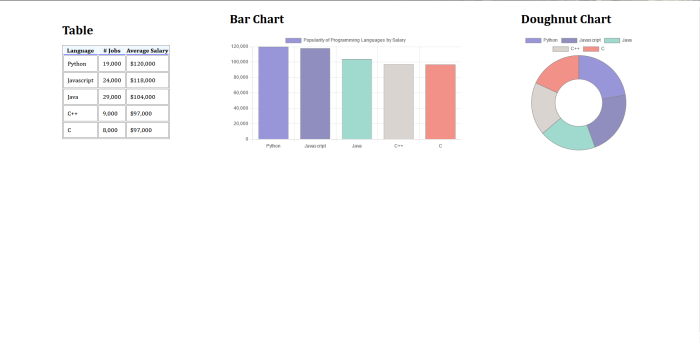 Table
Language # Jobs Average Salary
Python 19,000 $120,000
Javascript 24,000 $118,000
Java 29,000 $104,000
C++ 9,000 $97,000
C 8,000 $97,000
Bar Chart
Popularity of Programming Languages by Salary
120,000
100,000
80,000
60,000
40,000
20,000
0
Python Javascript Java C++ C
Doughnut Chart
Python Javascript Java
C++ C